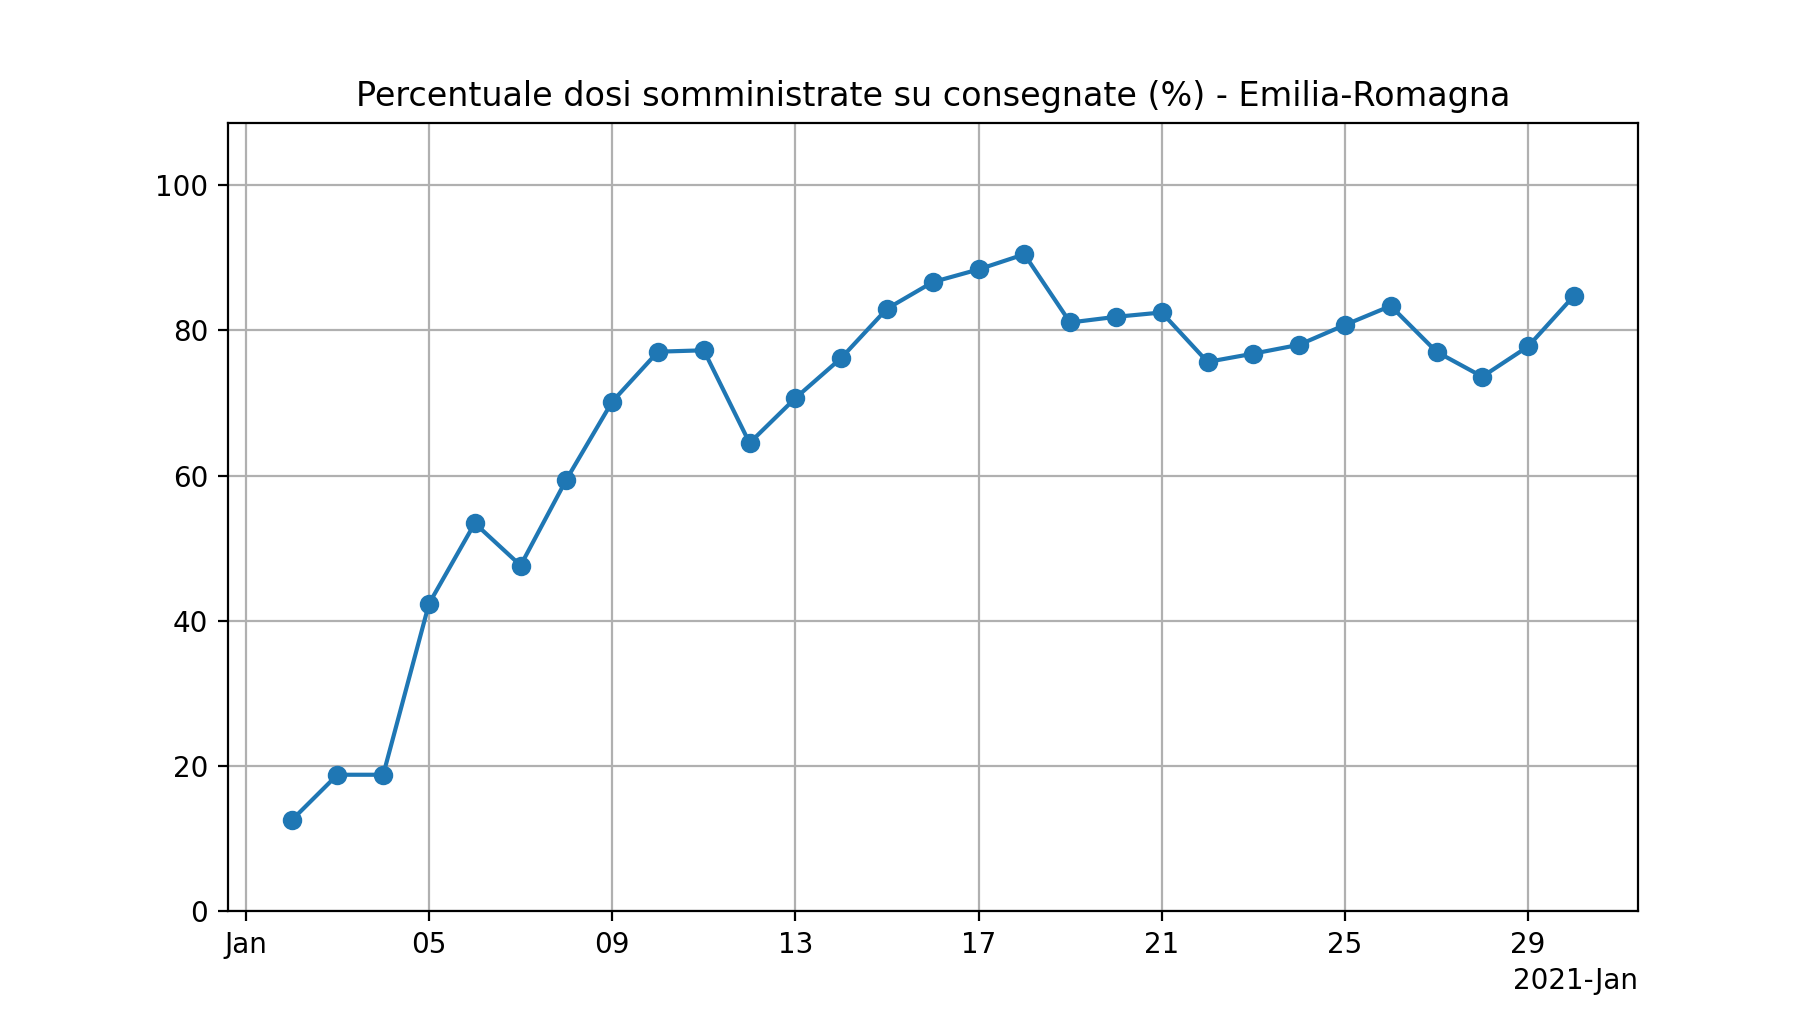 Percentuale dosi somministrate su consegnate (%) - Emilia-Romagna
100
80
60
40
20
0
Jan 05 09 13 17 21 25 29
2021-Jan